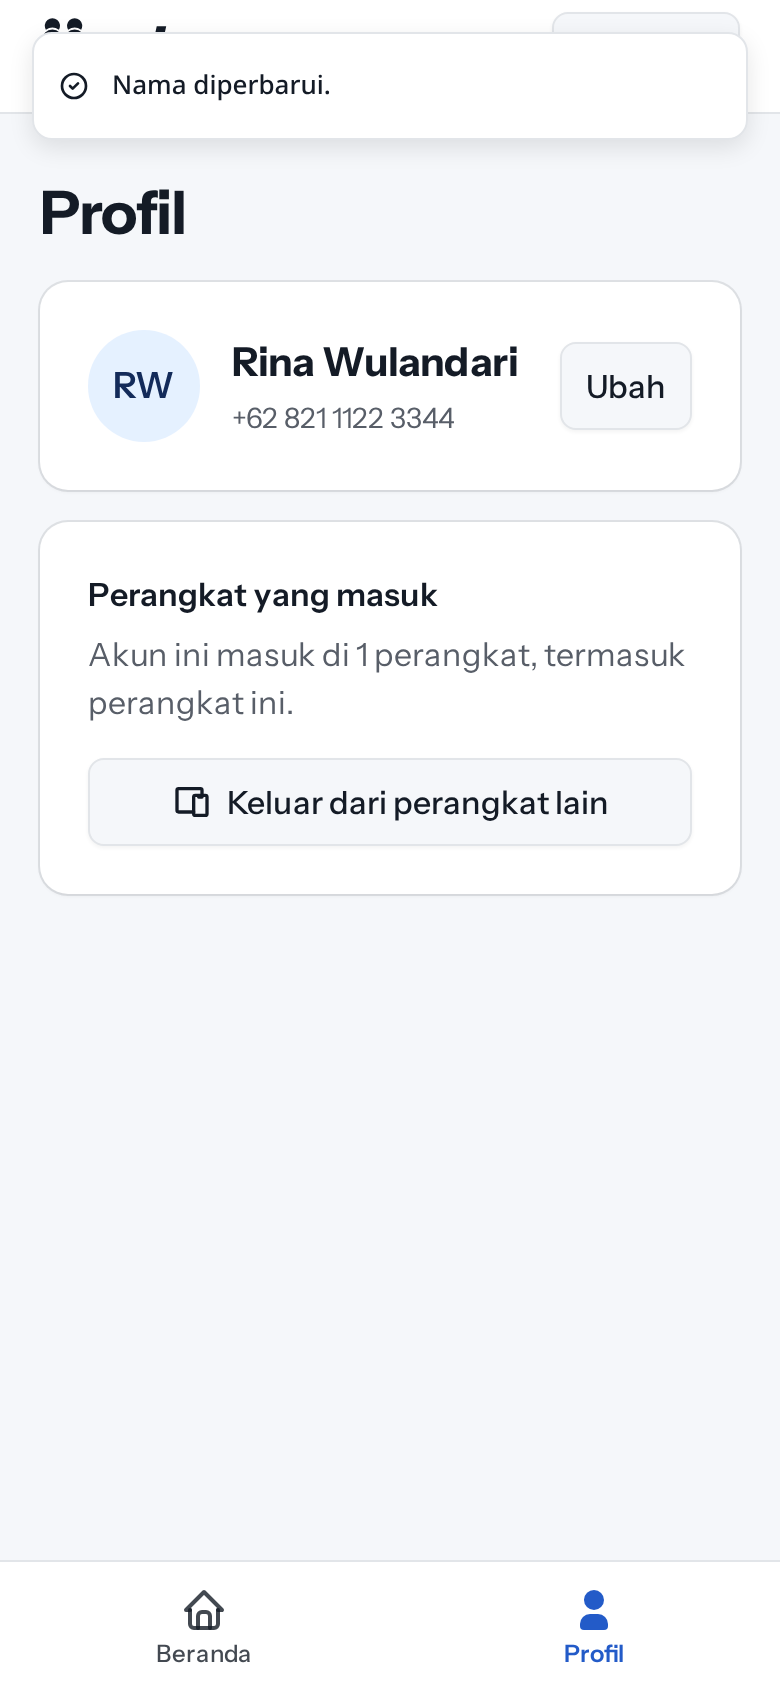 Nama diperbarui.
Profil
RW
Rina Wulandari
+62 821 1122 3344
Ubah
Perangkat yang masuk
Akun ini masuk di 1 perangkat, termasuk
perangkat ini.
Keluar dari perangkat lain
Beranda
Profil